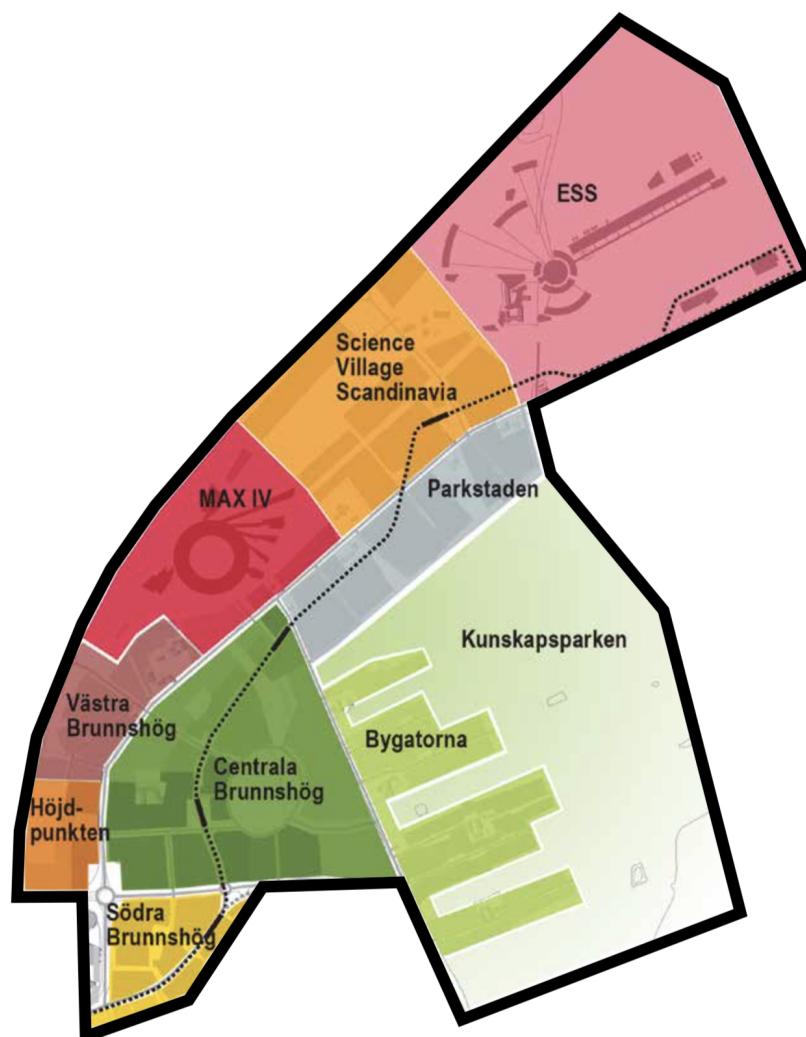 ESS
Science
Village
Scandinavia
MAX IV
Parkstaden
Kunskapsparken
Västra
Brunnshög
Bygatorna
Centrala
Brunnshög
Höjd-
punkten
Södra
Brunnshög